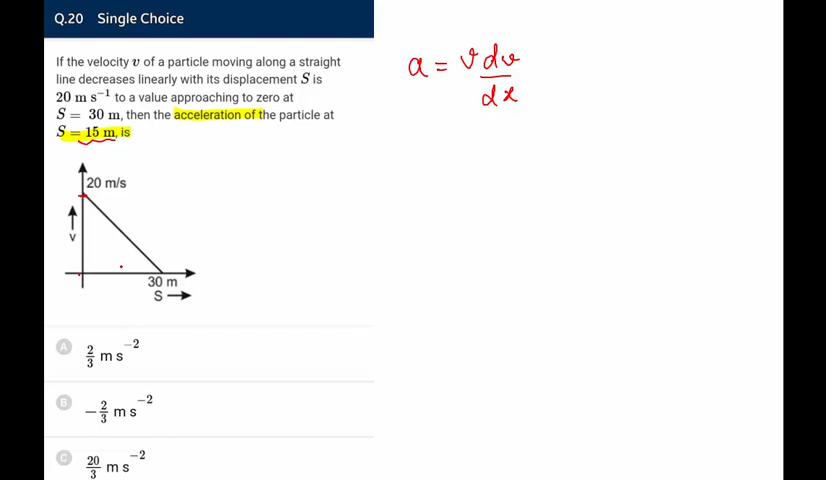 Q.20 Single Choice
If the velocity v of a particle moving along a straight
line decreases linearly with its displacement S is
20 m s⁻¹ to a value approaching to zero at
S = 30 m, then the acceleration of the particle at
S = 15 m, is
a = v dv/dx
20 m/s
v
30 m
S
A 2/3 m s⁻²
B −2/3 m s⁻²
C 20/3 m s⁻²